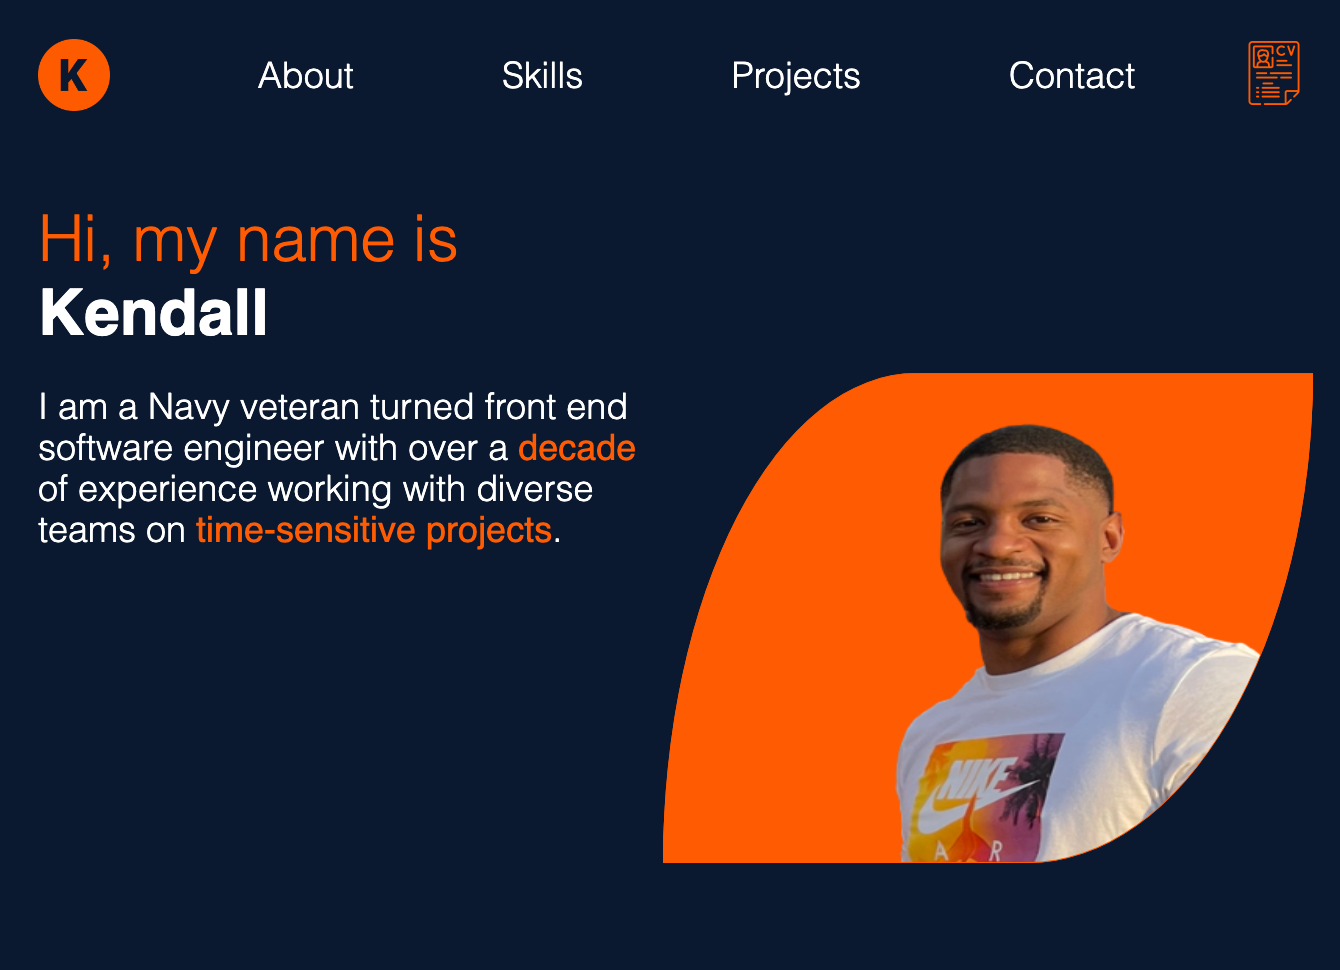 K
About
Skills
Projects
Contact
CV
Hi, my name is
Kendall
I am a Navy veteran turned front end
software engineer with over a decade
of experience working with diverse
teams on time-sensitive projects.
NIKE
A R